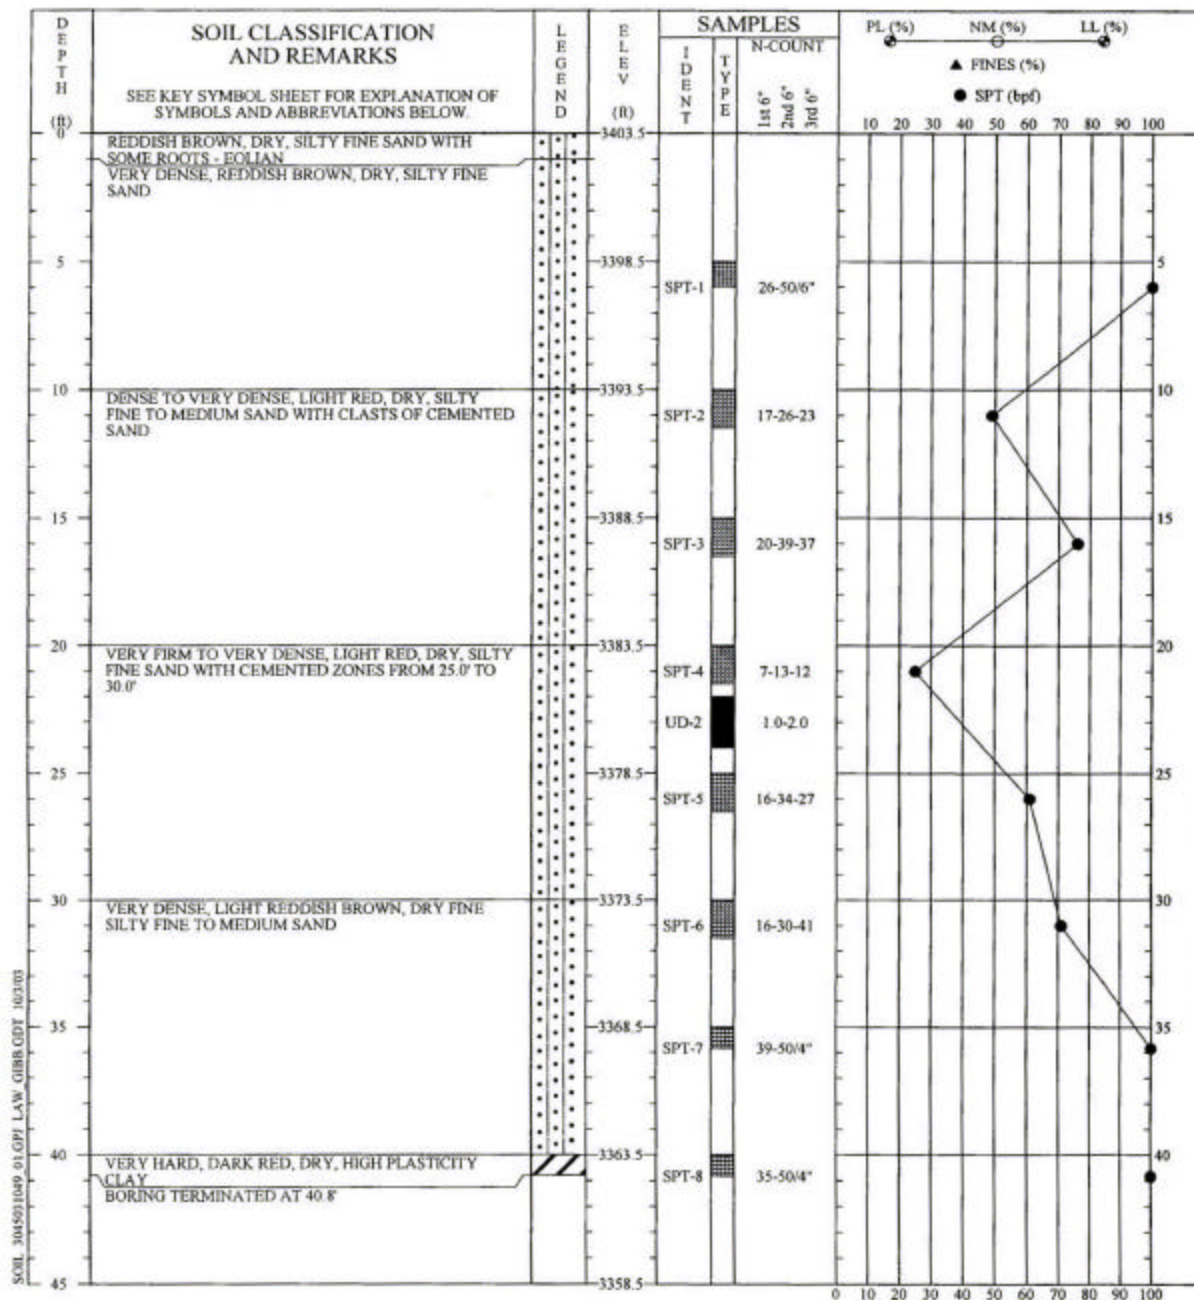 DEPTH
(ft)
SOIL CLASSIFICATION
AND REMARKS
SEE KEY SYMBOL SHEET FOR EXPLANATION OF
SYMBOLS AND ABBREVIATIONS BELOW.
LEGEND
ELEV
(ft)
SAMPLES
IDENT
TYPE
N-COUNT
1st 6"
2nd 6"
3rd 6"
PL (%) NM (%) LL (%)
▲ FINES (%)
● SPT (bpf)
10 20 30 40 50 60 70 80 90 100
0 3403.5
REDDISH BROWN, DRY, SILTY FINE SAND WITH
SOME ROOTS - EOLIAN
VERY DENSE, REDDISH BROWN, DRY, SILTY FINE
SAND
5 3398.5 5
SPT-1 26-50/6"
10 3393.5 10
DENSE TO VERY DENSE, LIGHT RED, DRY, SILTY
FINE TO MEDIUM SAND WITH CLASTS OF CEMENTED
SAND
SPT-2 17-26-23
15 3388.5 15
SPT-3 20-39-37
20 3383.5 20
VERY FIRM TO VERY DENSE, LIGHT RED, DRY, SILTY
FINE SAND WITH CEMENTED ZONES FROM 25.0' TO
30.0'
SPT-4 7-13-12
UD-2 1.0-2.0
25 3378.5 25
SPT-5 16-34-27
30 3373.5 30
VERY DENSE, LIGHT REDDISH BROWN, DRY FINE
SILTY FINE TO MEDIUM SAND
SPT-6 16-30-41
35 3368.5 35
SPT-7 39-50/4"
40 3363.5 40
VERY HARD, DARK RED, DRY, HIGH PLASTICITY
CLAY
BORING TERMINATED AT 40.8'
SPT-8 35-50/4"
45 3358.5
0 10 20 30 40 50 60 70 80 90 100
SOIL 3045031049_01.GPJ LAW_GIBB.GDT 10/3/03